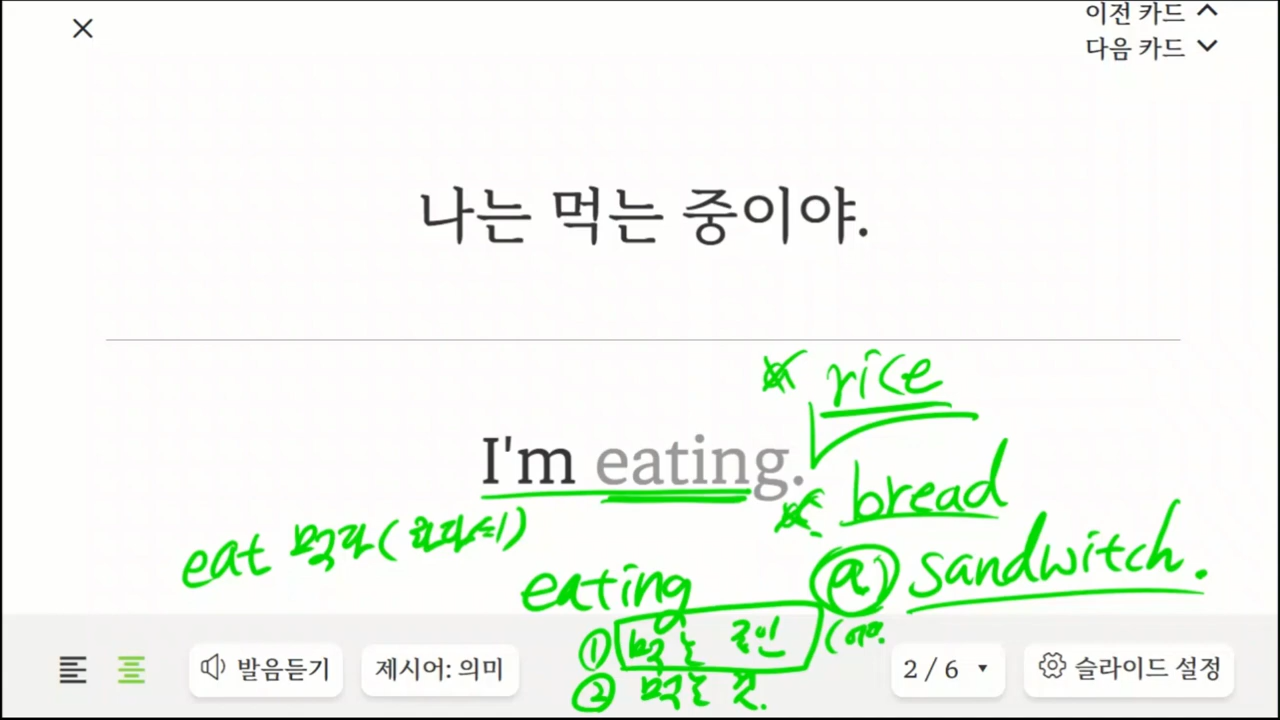 이전 카드
다음 카드
나는 먹는 중이야.
rice
I'm eating.
bread
eat 먹다
a sandwitch.
eating
① 먹는
② 먹는 것.
발음듣기
제시어: 의미
2 / 6
슬라이드 설정